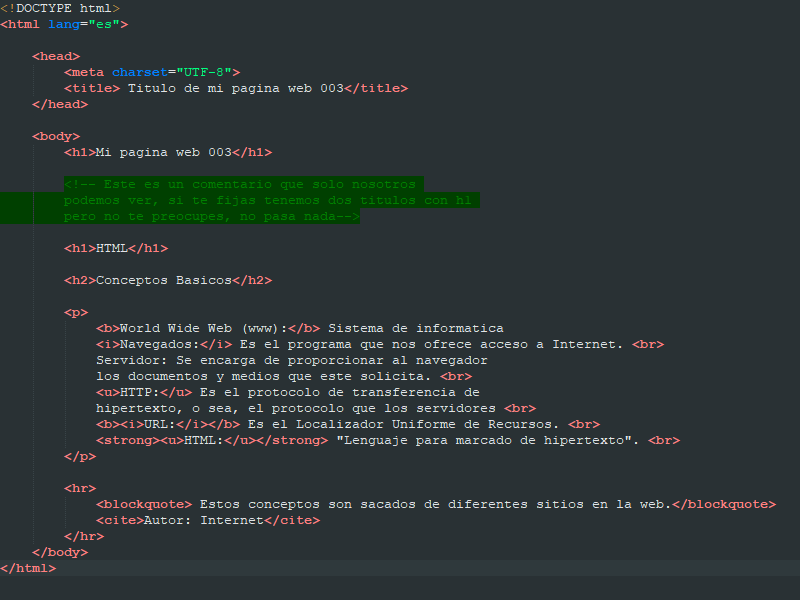 <!DOCTYPE html>
<html lang="es">
<head>
<meta charset="UTF-8">
<title> Titulo de mi pagina web 003</title>
</head>
<body>
<h1>Mi pagina web 003</h1>
<!-- Este es un comentario que solo nosotros
podemos ver, si te fijas tenemos dos titulos con h1
pero no te preocupes, no pasa nada-->
<h1>HTML</h1>
<h2>Conceptos Basicos</h2>
<p>
<b>World Wide Web (www):</b> Sistema de informatica
<i>Navegados:</i> Es el programa que nos ofrece acceso a Internet. <br>
Servidor: Se encarga de proporcionar al navegador
los documentos y medios que este solicita. <br>
<u>HTTP:</u> Es el protocolo de transferencia de
hipertexto, o sea, el protocolo que los servidores <br>
<b><i>URL:</i></b> Es el Localizador Uniforme de Recursos. <br>
<strong><u>HTML:</u></strong> "Lenguaje para marcado de hipertexto". <br>
</p>
<hr>
<blockquote> Estos conceptos son sacados de diferentes sitios en la web.</blockquote>
<cite>Autor: Internet</cite>
</hr>
</body>
</html>